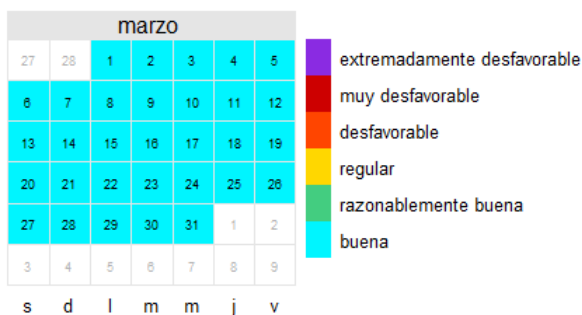 marzo
27 28 1 2 3 4 5
6 7 8 9 10 11 12
13 14 15 16 17 18 19
20 21 22 23 24 25 26
27 28 29 30 31 1 2
3 4 5 6 7 8 9
s d l m m j v
extremadamente desfavorable
muy desfavorable
desfavorable
regular
razonablemente buena
buena